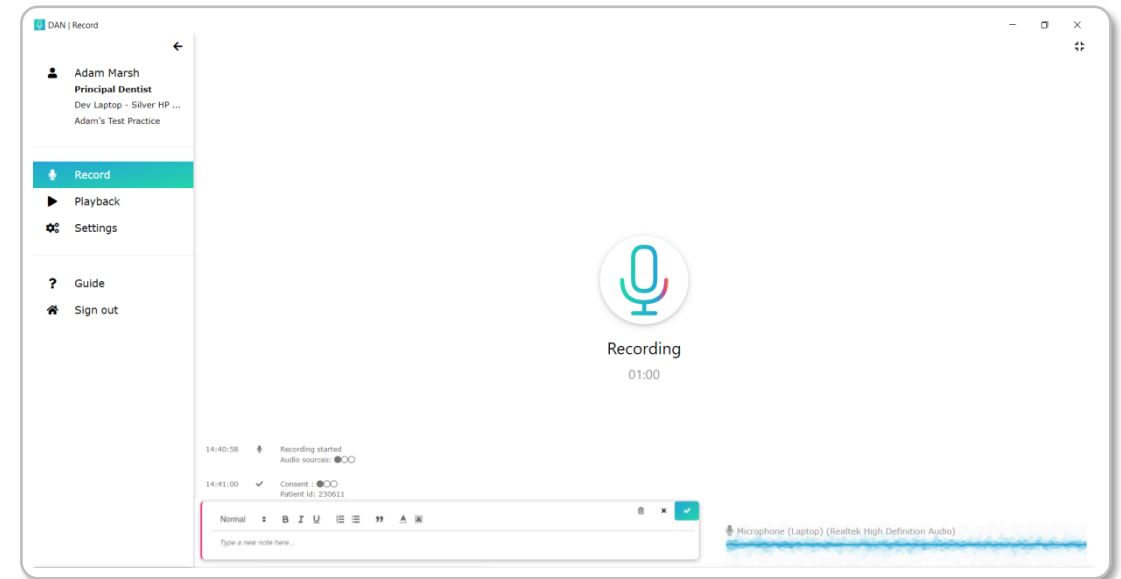 DAN | Record
Adam Marsh
Principal Dentist
Dev Laptop - Silver HP ...
Adam's Test Practice
Record
Playback
Settings
? Guide
Sign out
Recording
01:00
14:40:58 Recording started
Audio sources:
14:41:00 Consent :
Patient id: 230611
Normal B I U A A
Type a new note here...
Microphone (Laptop) (Realtek High Definition Audio)